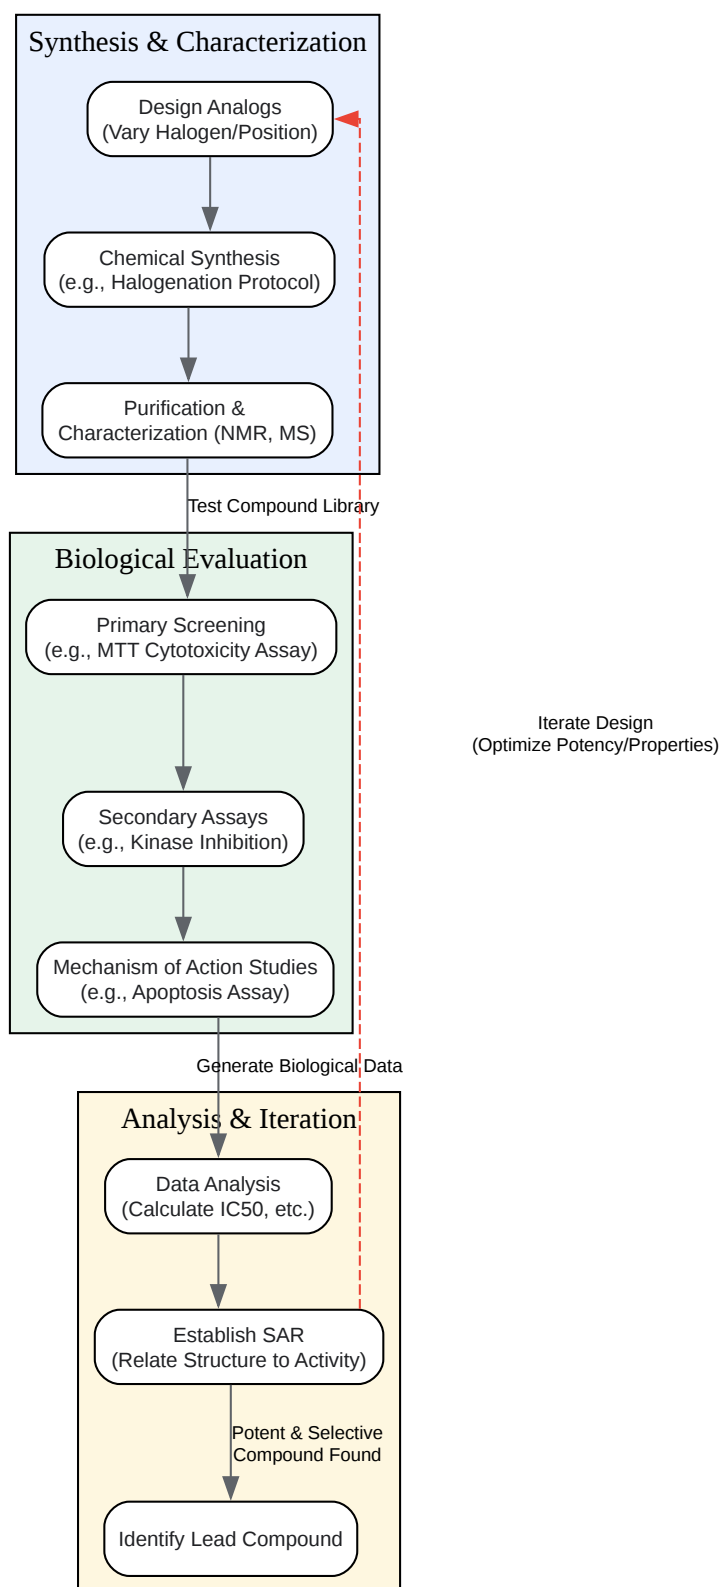 Synthesis & Characterization
Design Analogs
(Vary Halogen/Position)
Chemical Synthesis
(e.g., Halogenation Protocol)
Purification &
Characterization (NMR, MS)
Test Compound Library
Biological Evaluation
Primary Screening
(e.g., MTT Cytotoxicity Assay)
Iterate Design
(Optimize Potency/Properties)
Secondary Assays
(e.g., Kinase Inhibition)
Mechanism of Action Studies
(e.g., Apoptosis Assay)
Generate Biological Data
Analysis & Iteration
Data Analysis
(Calculate IC50, etc.)
Establish SAR
(Relate Structure to Activity)
Potent & Selective
Compound Found
Identify Lead Compound